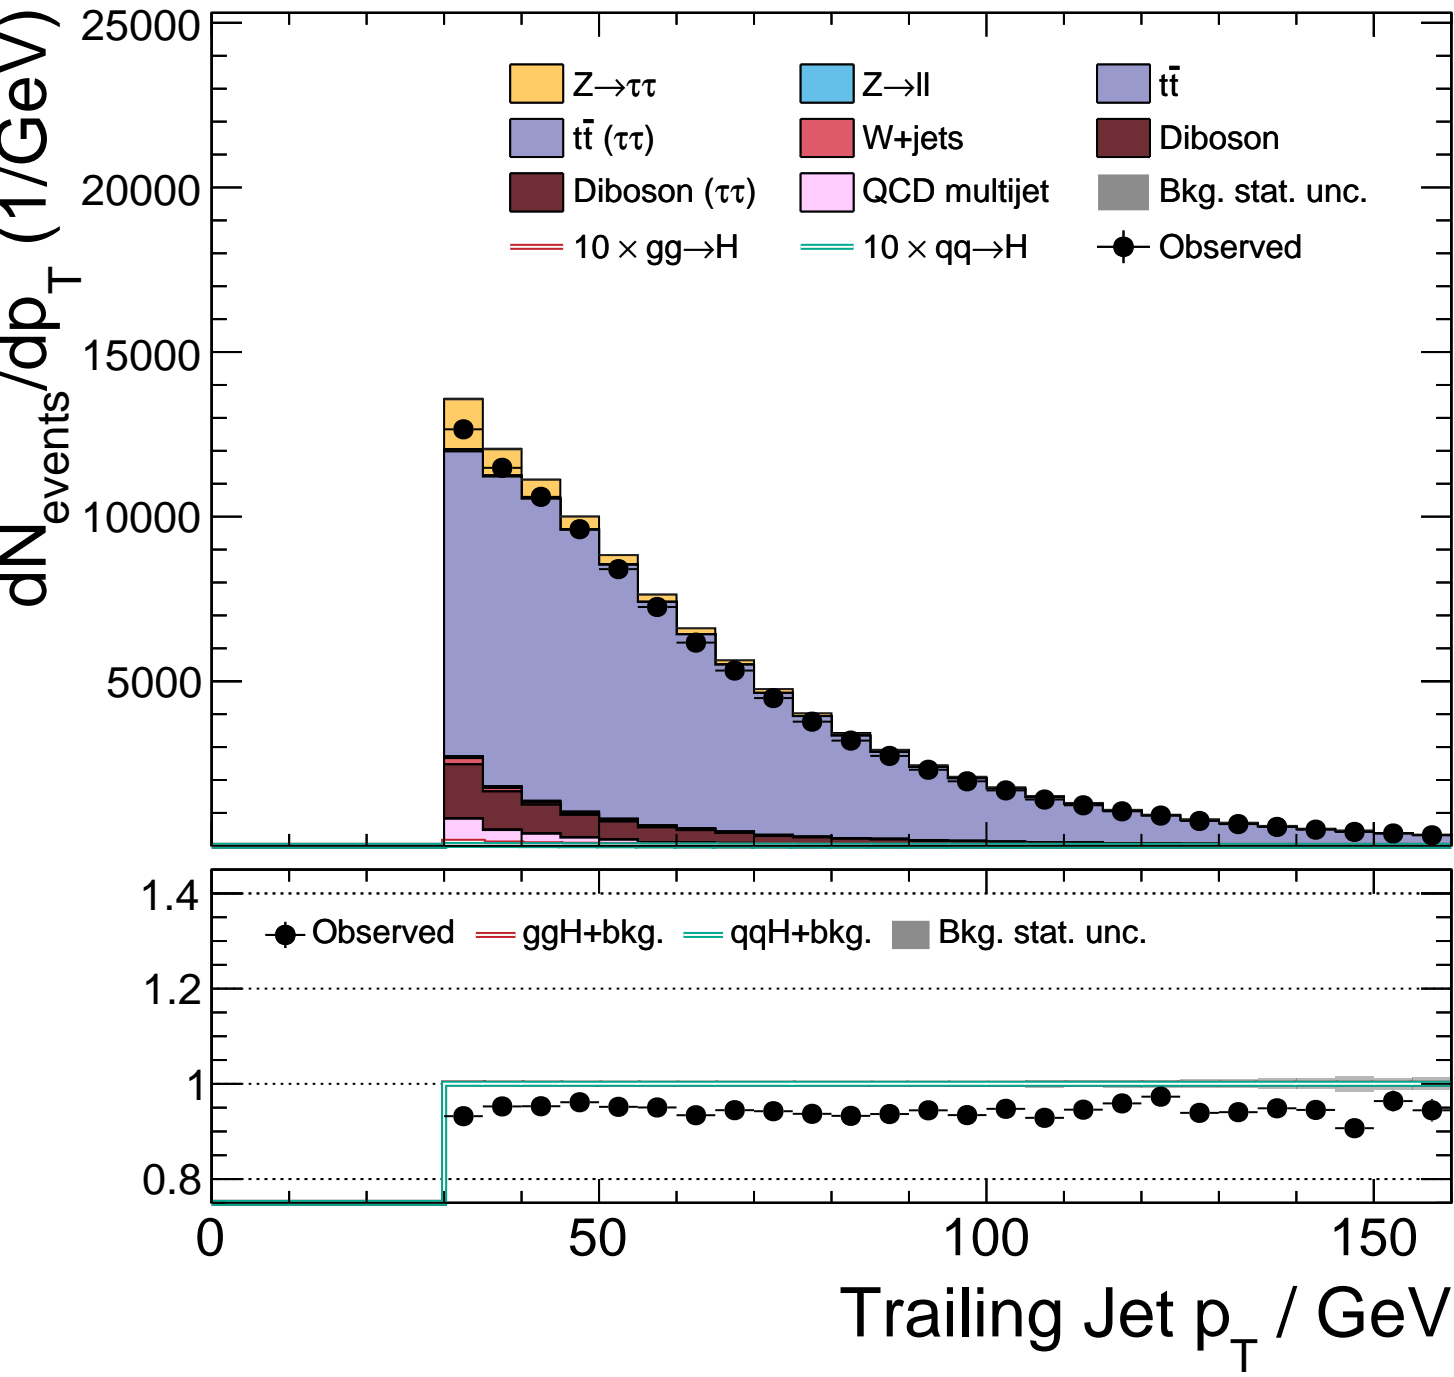 dN_events/dp_T (1/GeV)
25000
20000
15000
10000
5000
Z→ττ Z→ll tt̄
tt̄ (ττ) W+jets Diboson
Diboson (ττ) QCD multijet Bkg. stat. unc.
10 × gg→H 10 × qq→H Observed
1.4
1.2
1
0.8
Observed ggH+bkg. qqH+bkg. Bkg. stat. unc.
0 50 100 150
Trailing Jet p_T / GeV